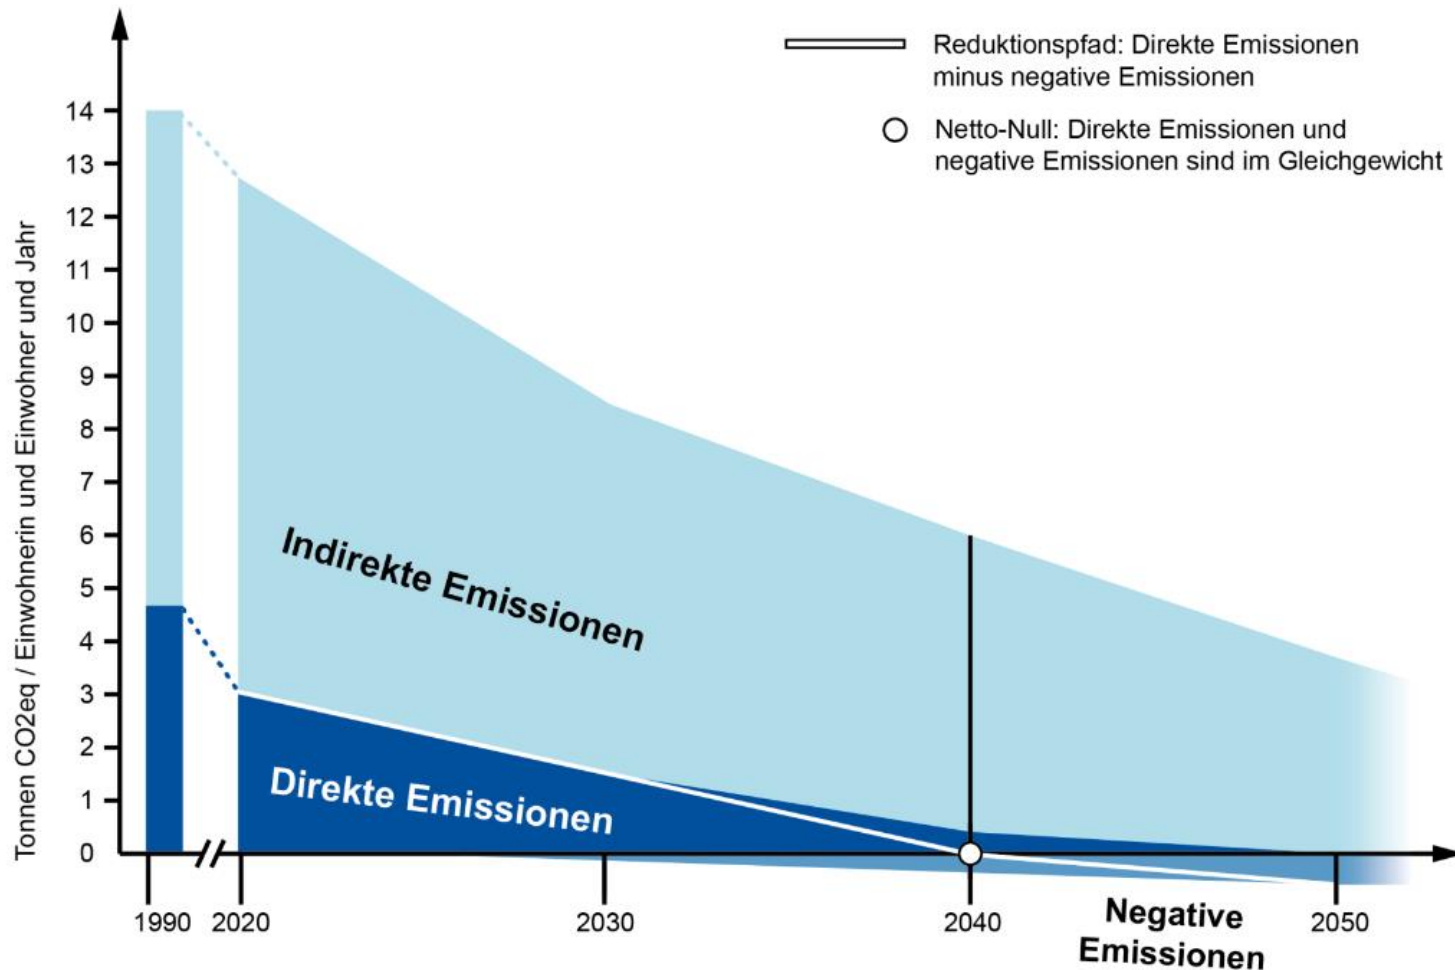 Reduktionspfad: Direkte Emissionen
minus negative Emissionen
Netto-Null: Direkte Emissionen und
negative Emissionen sind im Gleichgewicht
Tonnen CO2eq / Einwohnerin und Einwohner und Jahr
14
13
12
11
10
9
8
7
6
5
4
3
2
1
0
Indirekte Emissionen
Direkte Emissionen
1990
2020
2030
2040
2050
Negative
Emissionen